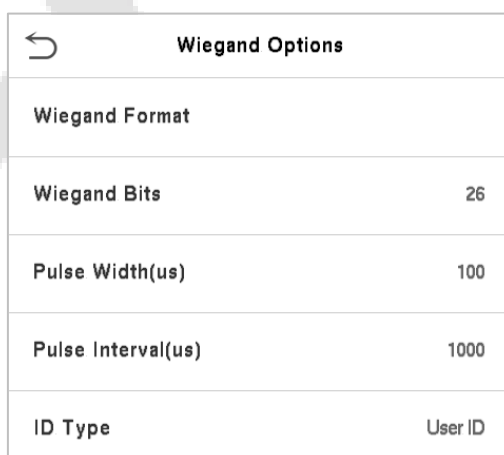 Wiegand Options
Wiegand Format
Wiegand Bits 26
Pulse Width(us) 100
Pulse Interval(us) 1000
ID Type User ID